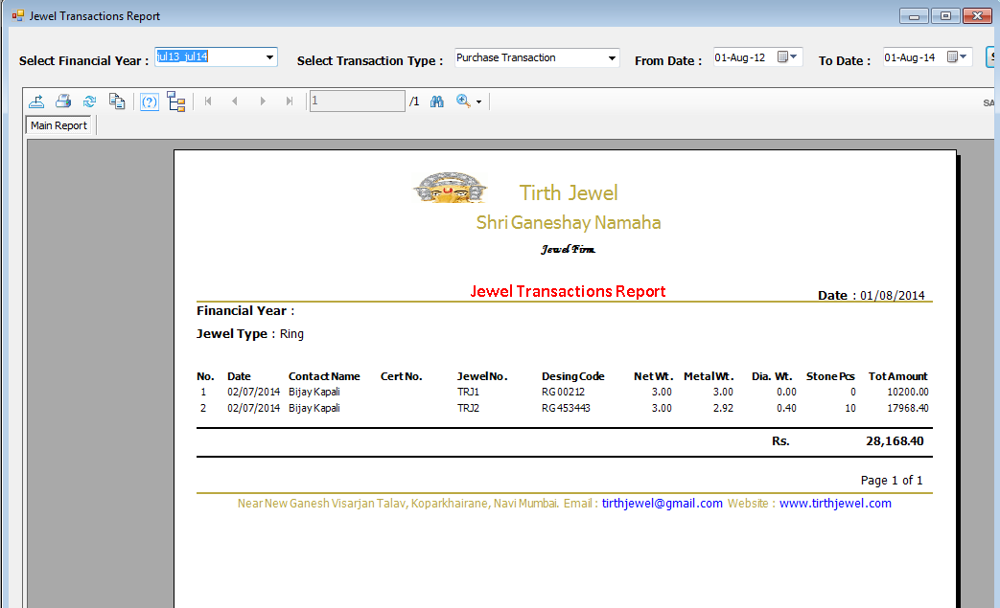 Jewel Transactions Report
Select Financial Year : jul13_jul14 Select Transaction Type : Purchase Transaction From Date : 01-Aug-12 To Date : 01-Aug-14
1 /1
Main Report
Tirth Jewel
Shri Ganeshay Namaha
Jewel Firm
Jewel Transactions Report
Date : 01/08/2014
Financial Year :
Jewel Type : Ring
No. Date Contact Name Cert No. Jewel No. Desing Code Net Wt. Metal Wt. Dia. Wt. Stone Pcs Tot Amount
1 02/07/2014 Bijay Kapali TRJ1 RG 00212 3.00 3.00 0.00 0 10200.00
2 02/07/2014 Bijay Kapali TRJ2 RG 453443 3.00 2.92 0.40 10 17968.40
Rs. 28,168.40
Page 1 of 1
Near New Ganesh Visarjan Talav, Koparkhairane, Navi Mumbai. Email : tirthjewel@gmail.com Website : www.tirthjewel.com